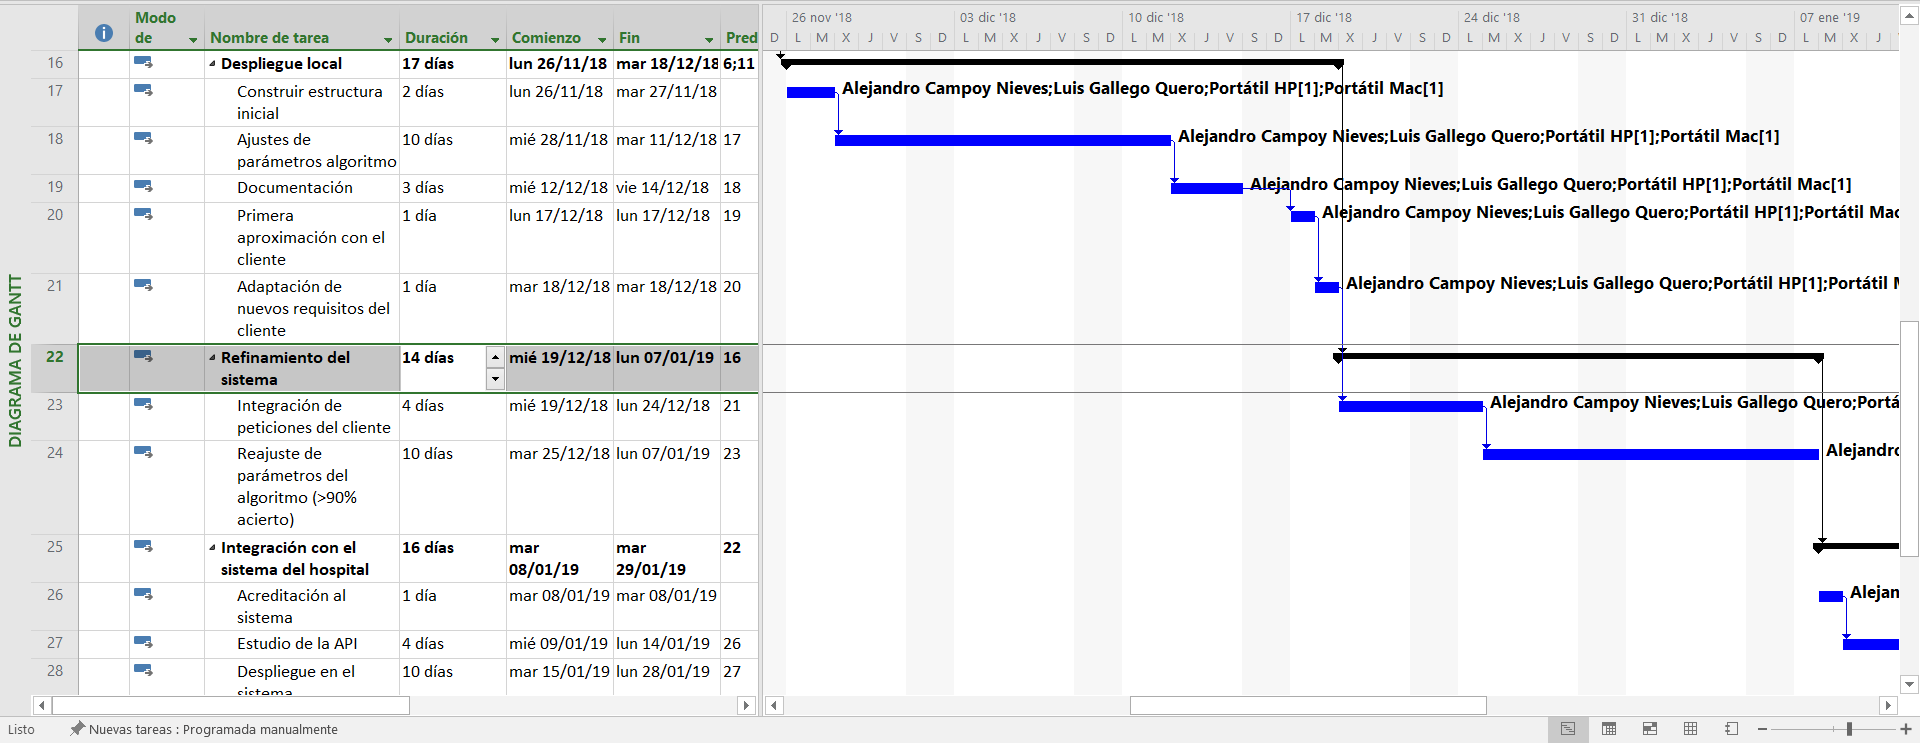 Modo de
Nombre de tarea
Duración
Comienzo
Fin
Pred
26 nov '18
03 dic '18
10 dic '18
17 dic '18
24 dic '18
31 dic '18
07 ene '19
D L M X J V S D L M X J V S D L M X J V S D L M X J V S D L M X J V S D L M X J V S D L M X J
16 Despliegue local 17 días lun 26/11/18 mar 18/12/18 6;11
17 Construir estructura inicial 2 días lun 26/11/18 mar 27/11/18
Alejandro Campoy Nieves;Luis Gallego Quero;Portátil HP[1];Portátil Mac[1]
18 Ajustes de parámetros algoritmo 10 días mié 28/11/18 mar 11/12/18 17
Alejandro Campoy Nieves;Luis Gallego Quero;Portátil HP[1];Portátil Mac[1]
19 Documentación 3 días mié 12/12/18 vie 14/12/18 18
Alejandro Campoy Nieves;Luis Gallego Quero;Portátil HP[1];Portátil Mac[1]
20 Primera aproximación con el cliente 1 día lun 17/12/18 lun 17/12/18 19
Alejandro Campoy Nieves;Luis Gallego Quero;Portátil HP[1];Portátil Mac
21 Adaptación de nuevos requisitos del cliente 1 día mar 18/12/18 mar 18/12/18 20
Alejandro Campoy Nieves;Luis Gallego Quero;Portátil HP[1];Portátil
22 Refinamiento del sistema 14 días mié 19/12/18 lun 07/01/19 16
23 Integración de peticiones del cliente 4 días mié 19/12/18 lun 24/12/18 21
Alejandro Campoy Nieves;Luis Gallego Quero;Portá
24 Reajuste de parámetros del algoritmo (>90% acierto) 10 días mar 25/12/18 lun 07/01/19 23
Alejandro
25 Integración con el sistema del hospital 16 días mar 08/01/19 mar 29/01/19 22
26 Acreditación al sistema 1 día mar 08/01/19 mar 08/01/19
Alejan
27 Estudio de la API 4 días mié 09/01/19 lun 14/01/19 26
28 Despliegue en el sistema 10 días mar 15/01/19 lun 28/01/19 27
DIAGRAMA DE GANTT
Listo
Nuevas tareas : Programada manualmente